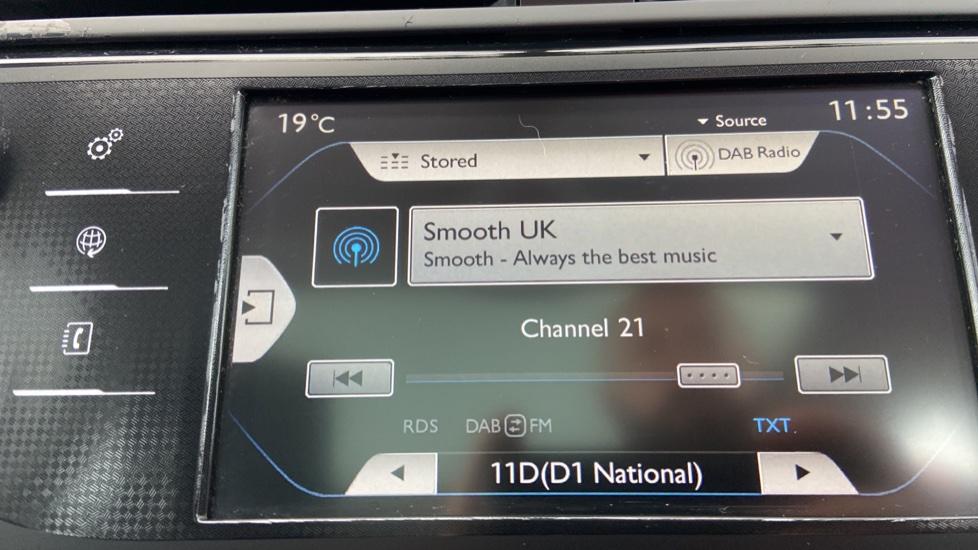 19°C
11:55
Source
Stored
DAB Radio
Smooth UK
Smooth - Always the best music
Channel 21
RDS DAB FM
TXT
11D(D1 National)